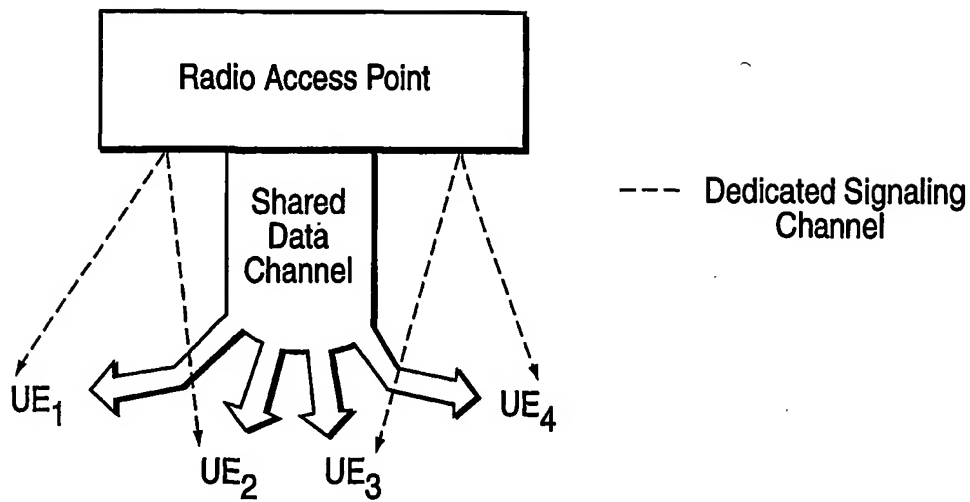 Radio Access Point
Shared
Data
Channel
--- Dedicated Signaling
Channel
UE1
UE2
UE3
UE4